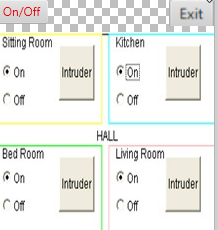 On/Off Exit
Sitting Room Kitchen
On Intruder On Intruder
Off Off
HALL
Bed Room Living Room
On Intruder On Intruder
Off Off